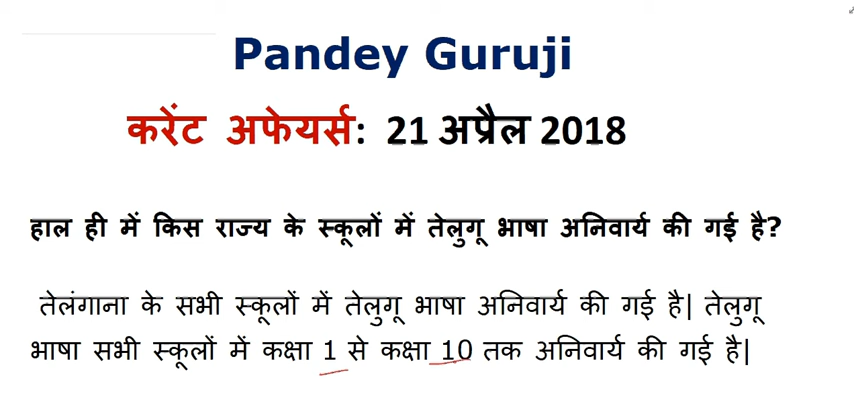 Pandey Guruji
करेंट अफेयर्स: 21 अप्रैल 2018
हाल ही में किस राज्य के स्कूलों में तेलुगू भाषा अनिवार्य की गई है?
तेलंगाना के सभी स्कूलों में तेलुगू भाषा अनिवार्य की गई है| तेलुगू
भाषा सभी स्कूलों में कक्षा 1 से कक्षा 10 तक अनिवार्य की गई है|